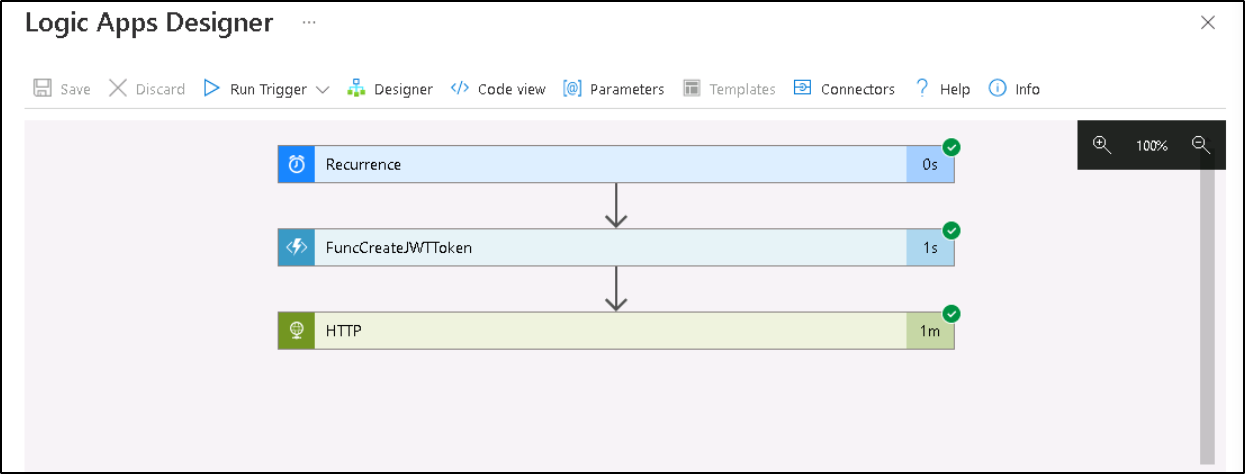 Logic Apps Designer ...
Save Discard Run Trigger Designer </> Code view [@] Parameters Templates Connectors ? Help Info
100%
Recurrence 0s
FuncCreateJWTToken 1s
HTTP 1m